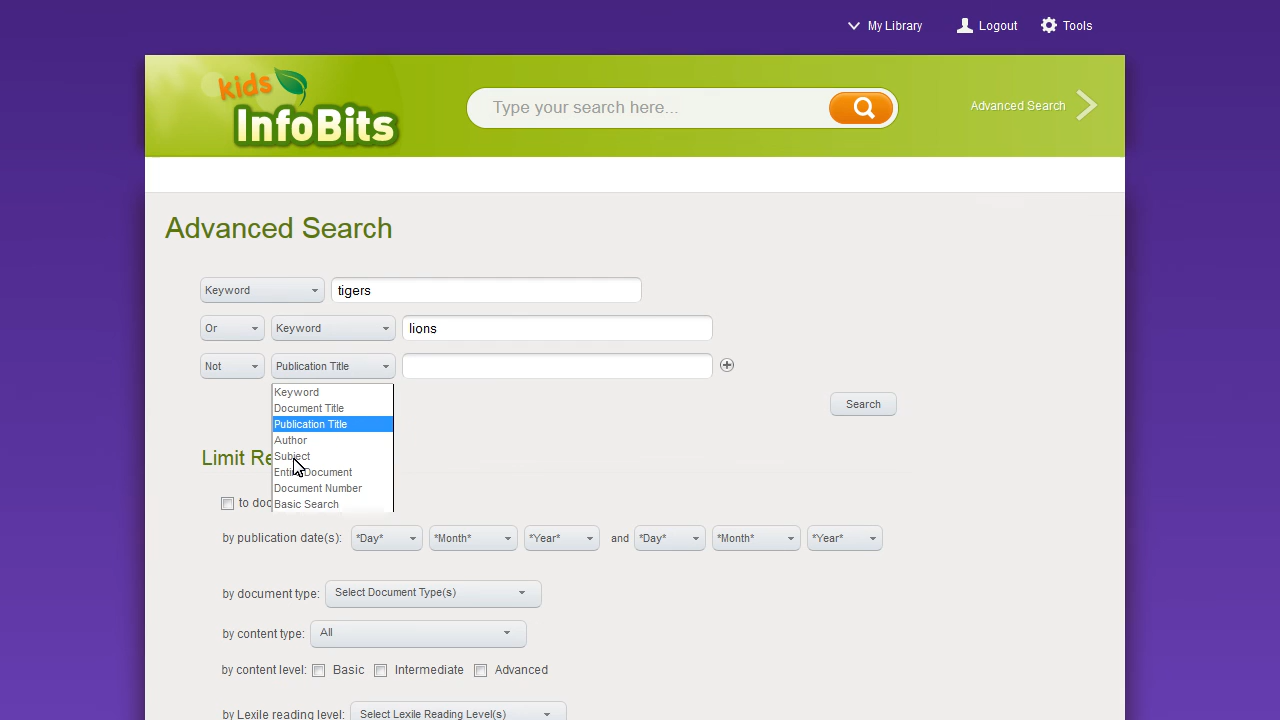 My Library Logout Tools
kids
InfoBits
Type your search here...
Advanced Search
Advanced Search
Keyword tigers
Or Keyword lions
Not Publication Title
Keyword
Document Title
Publication Title
Author
Subject
Entire Document
Document Number
Basic Search
Search
Limit Re
to doc
by publication date(s): *Day* *Month* *Year* and *Day* *Month* *Year*
by document type: Select Document Type(s)
by content type: All
by content level: Basic Intermediate Advanced
by Lexile reading level: Select Lexile Reading Level(s)